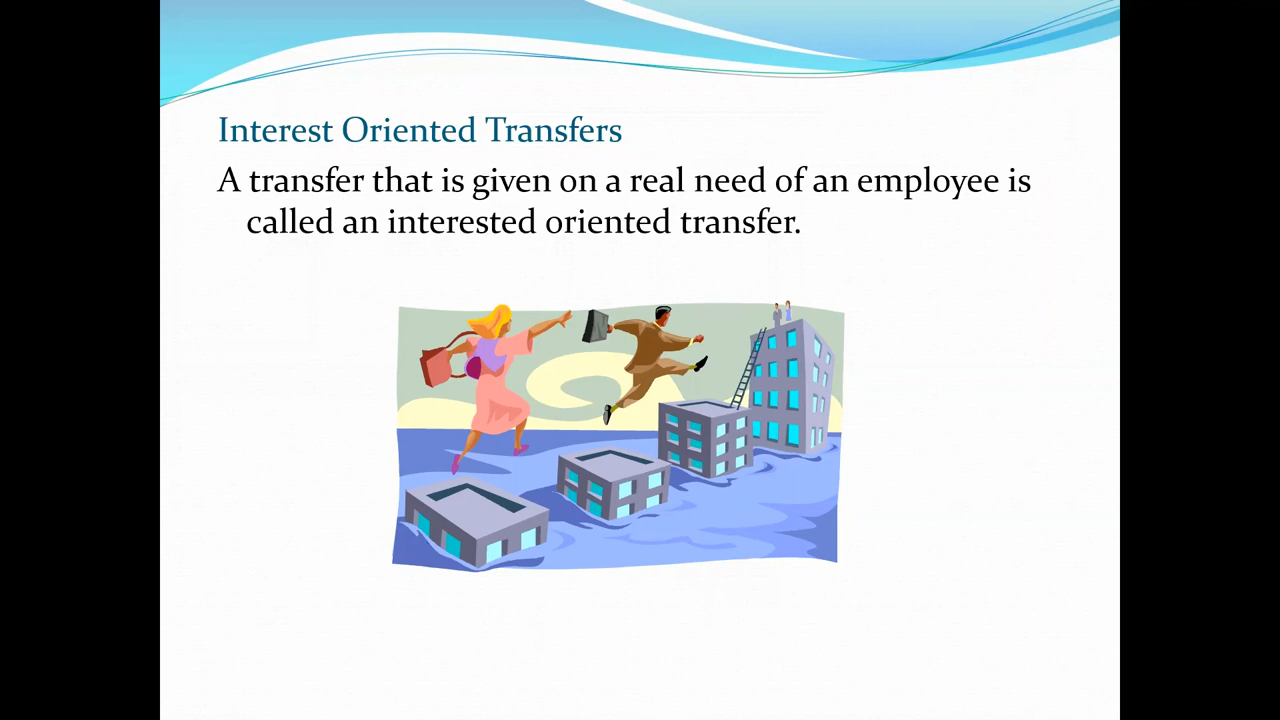 Interest Oriented Transfers
A transfer that is given on a real need of an employee is
called an interested oriented transfer.